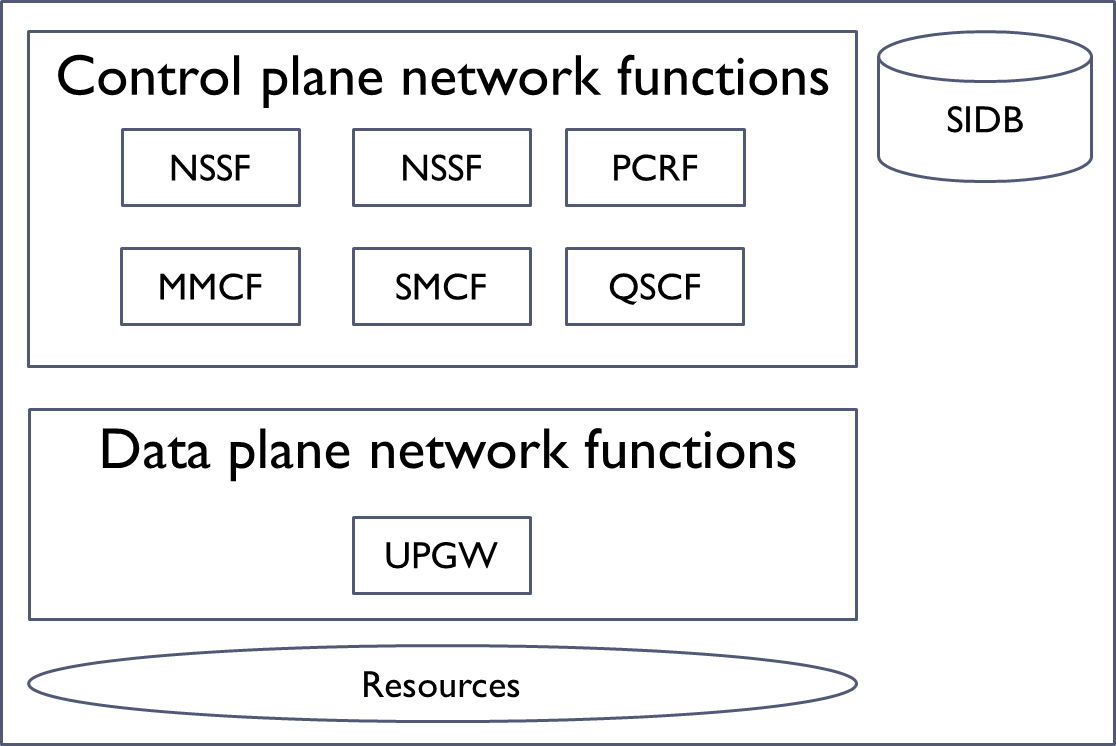 Control plane network functions
SIDB
NSSF
NSSF
PCRF
MMCF
SMCF
QSCF
Data plane network functions
UPGW
Resources